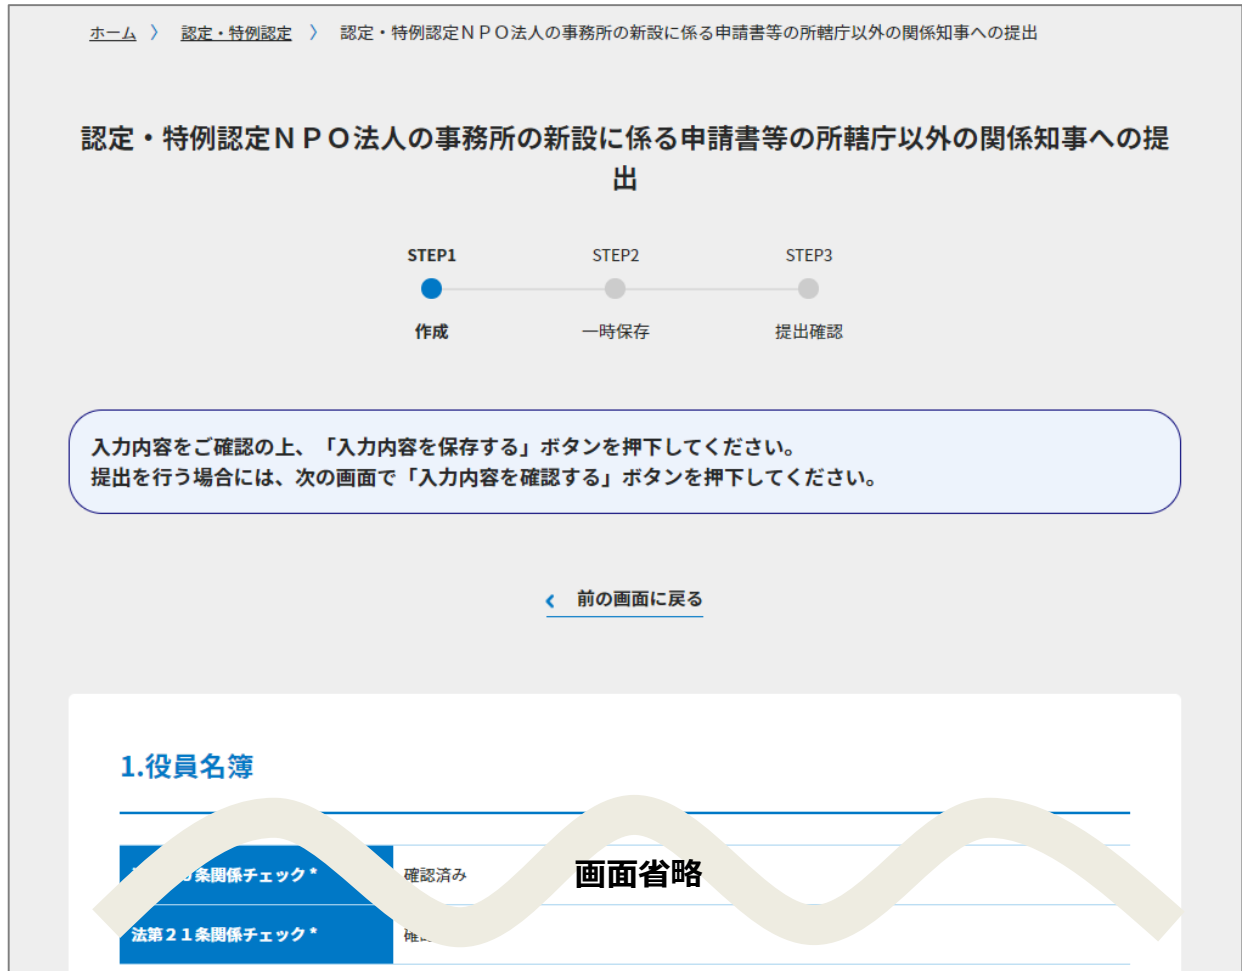 ホーム 〉 認定・特例認定 〉 認定・特例認定ＮＰＯ法人の事務所の新設に係る申請書等の所轄庁以外の関係知事への提出
認定・特例認定ＮＰＯ法人の事務所の新設に係る申請書等の所轄庁以外の関係知事への提
出
STEP1 STEP2 STEP3
作成 一時保存 提出確認
入力内容をご確認の上、「入力内容を保存する」ボタンを押下してください。
提出を行う場合には、次の画面で「入力内容を確認する」ボタンを押下してください。
前の画面に戻る
1.役員名簿
条関係チェック * 確認済み 画面省略
法第２１条関係チェック *